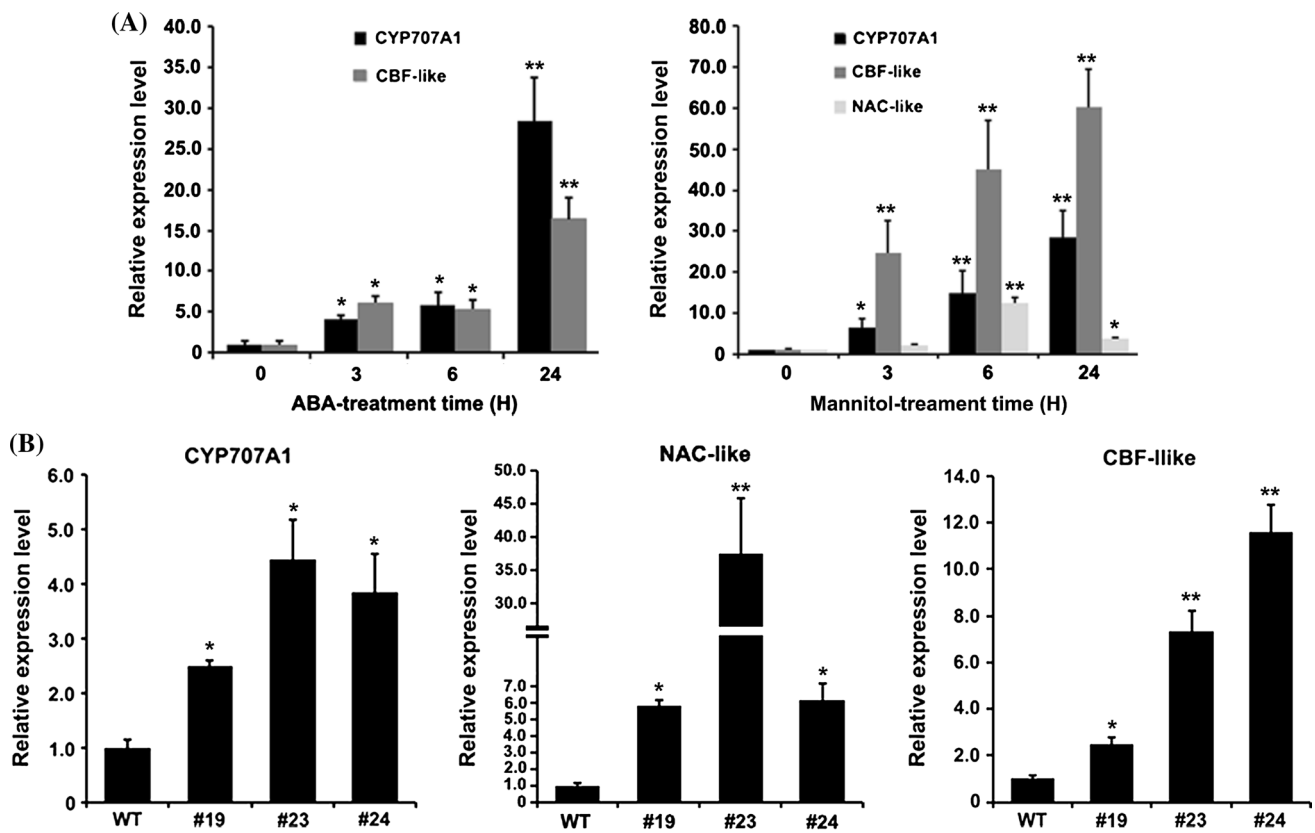 (A)
Relative expression level
40.0
35.0
30.0
25.0
20.0
15.0
10.0
5.0
0
CYP707A1
CBF-like
* * * * ** **
0 3 6 24
ABA-treatment time (H)
Relative expression level
80.0
70.0
60.0
50.0
40.0
30.0
20.0
10.0
0
CYP707A1
CBF-like
NAC-like
* ** ** ** ** ** ** *
0 3 6 24
Mannitol-treament time (H)
(B)
CYP707A1
Relative expression level
6.0
5.0
4.0
3.0
2.0
1.0
0
* * *
WT #19 #23 #24
NAC-like
Relative expression level
50.0
45.0
40.0
35.0
30.0
7.0
6.0
5.0
4.0
3.0
2.0
1.0
0
* ** *
WT #19 #23 #24
CBF-llike
Relative expression level
14.0
12.0
10.0
8.0
6.0
4.0
2.0
0
* ** **
WT #19 #23 #24